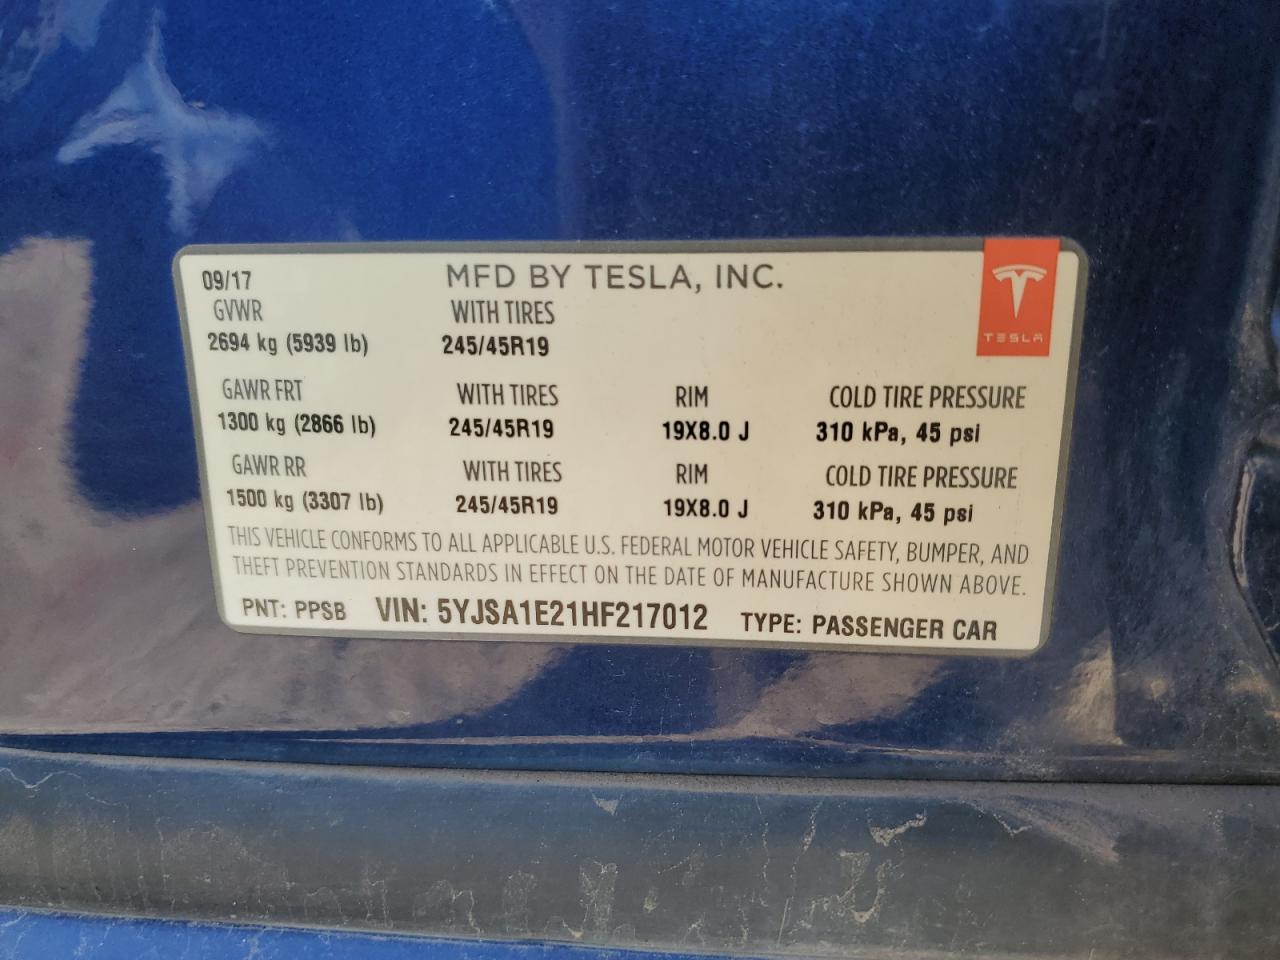 09/17 MFD BY TESLA, INC.
GVWR WITH TIRES
2694 kg (5939 lb) 245/45R19
TESLA
GAWR FRT WITH TIRES RIM COLD TIRE PRESSURE
1300 kg (2866 lb) 245/45R19 19X8.0 J 310 kPa, 45 psi
GAWR RR WITH TIRES RIM COLD TIRE PRESSURE
1500 kg (3307 lb) 245/45R19 19X8.0 J 310 kPa, 45 psi
THIS VEHICLE CONFORMS TO ALL APPLICABLE U.S. FEDERAL MOTOR VEHICLE SAFETY, BUMPER, AND
THEFT PREVENTION STANDARDS IN EFFECT ON THE DATE OF MANUFACTURE SHOWN ABOVE.
PNT: PPSB VIN: 5YJSA1E21HF217012 TYPE: PASSENGER CAR